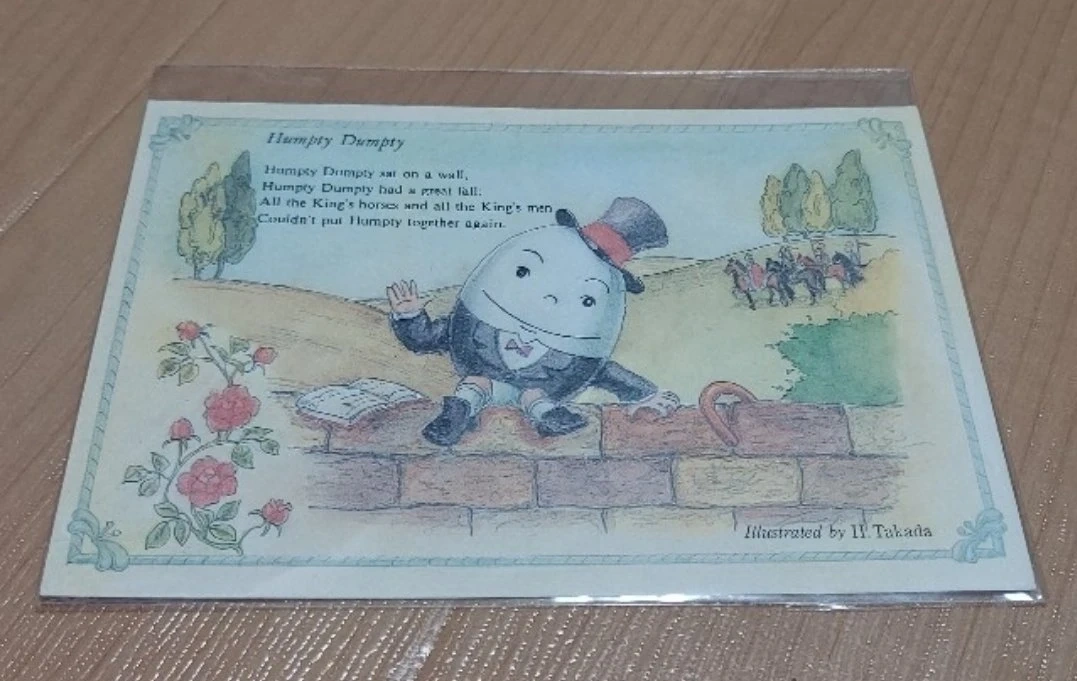 Humpty Dumpty
Humpty Dumpty sat on a wall,
Humpty Dumpty had a great fall;
All the King's horses and all the King's men
Couldn't put Humpty together again.
Illustrated by H. Takada